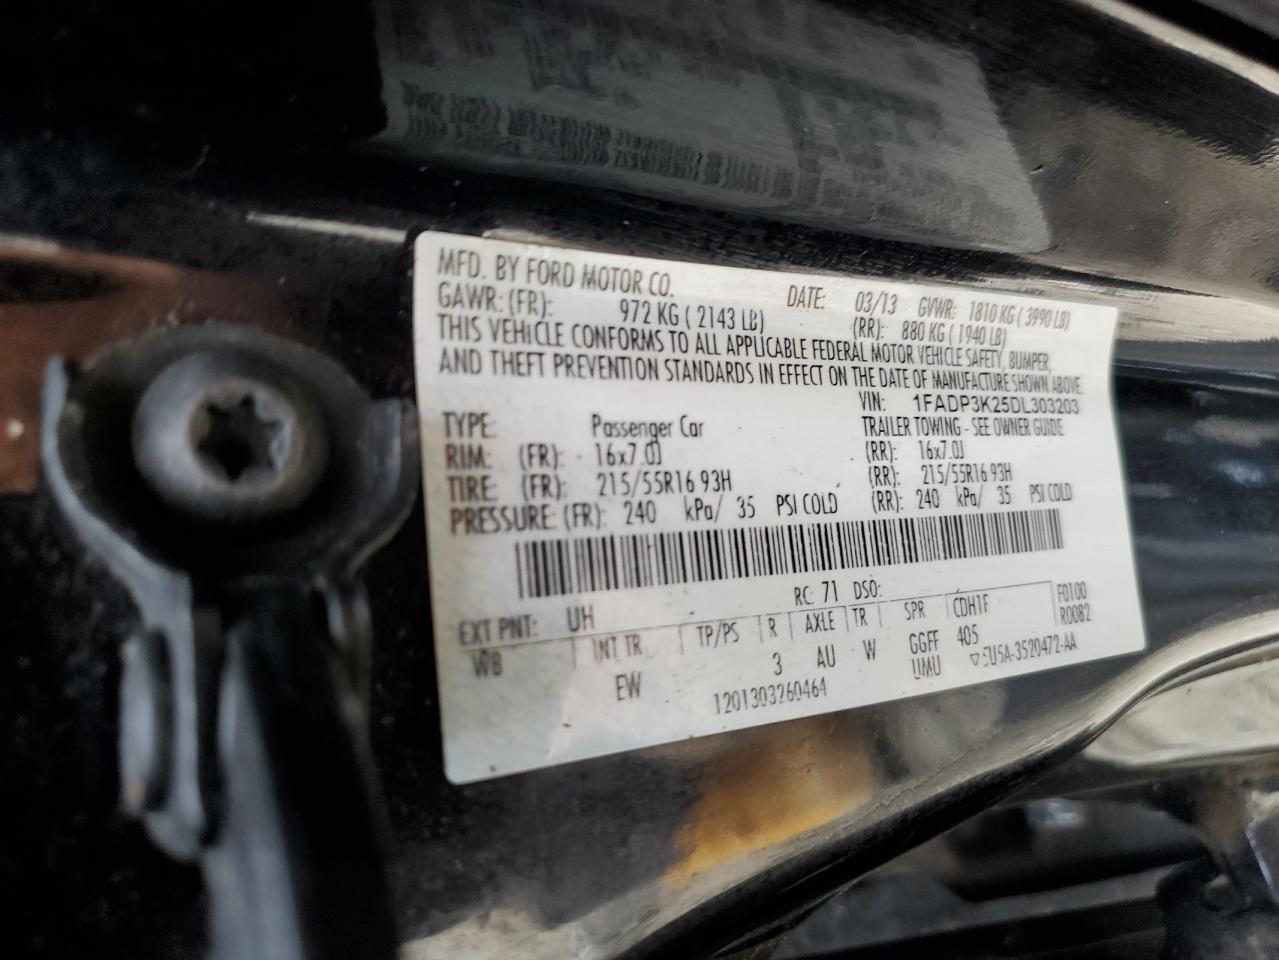 MFD. BY FORD MOTOR CO. DATE: 03/13 GVWR: 1810 KG ( 3990 LB)
GAWR: (FR): 972 KG ( 2143 LB) (RR): 880 KG ( 1940 LB)
THIS VEHICLE CONFORMS TO ALL APPLICABLE FEDERAL MOTOR VEHICLE SAFETY, BUMPER,
AND THEFT PREVENTION STANDARDS IN EFFECT ON THE DATE OF MANUFACTURE SHOWN ABOVE.
VIN: 1FADP3K25DL303203
TYPE: Passenger Car TRAILER TOWING - SEE OWNER GUIDE
RIM: (FR): 16x7.0J (RR): 16x7.0J
TIRE: (FR): 215/55R16 93H (RR): 215/55R16 93H
PRESSURE: (FR): 240 kPa/ 35 PSI COLD (RR): 240 kPa/ 35 PSI COLD
EXT PNT: UH RC: 71 DSO: F0100
WB INT TR TP/PS R AXLE TR SPR CDH1F R0082
EW 3 AU W GGFF 405
1201303260464 UMU 5U5A-3520472-AA